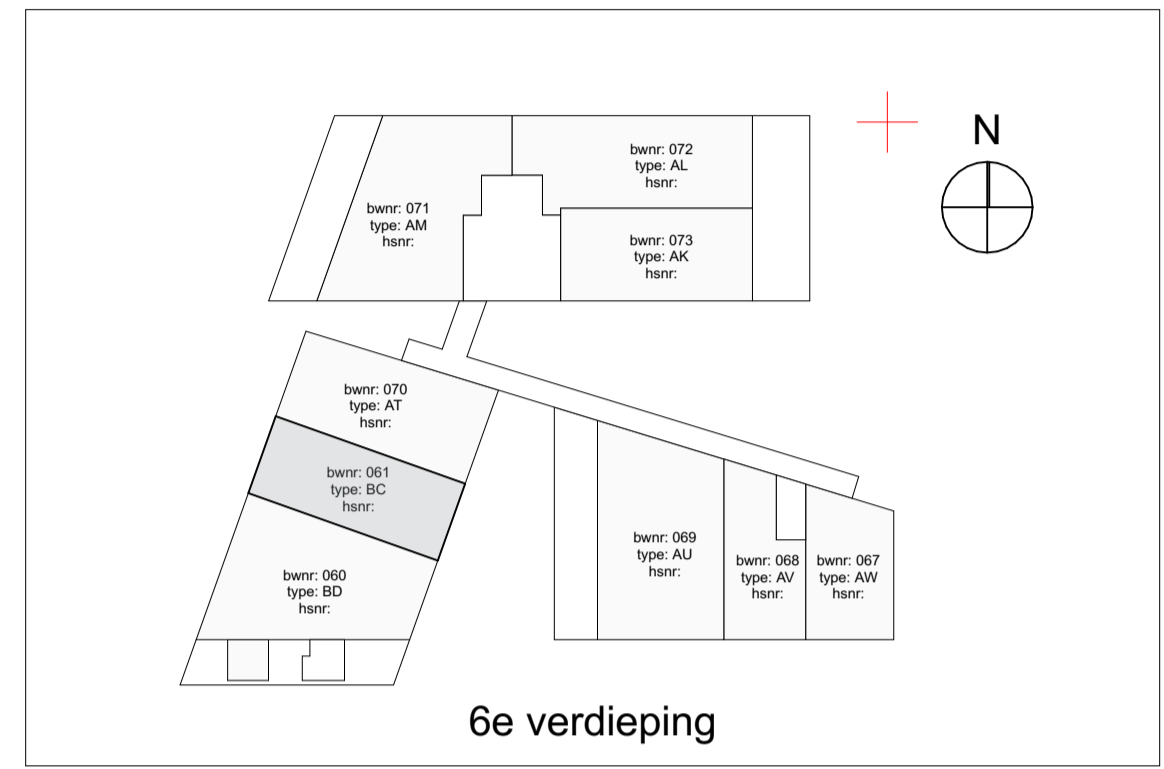 N
bwnr: 072
type: AL
hsnr:
bwnr: 071
type: AM
hsnr:
bwnr: 073
type: AK
hsnr:
bwnr: 070
type: AT
hsnr:
bwnr: 061
type: BC
hsnr:
bwnr: 069
type: AU
hsnr:
bwnr: 068
type: AV
hsnr:
bwnr: 067
type: AW
hsnr:
bwnr: 060
type: BD
hsnr:
6e verdieping